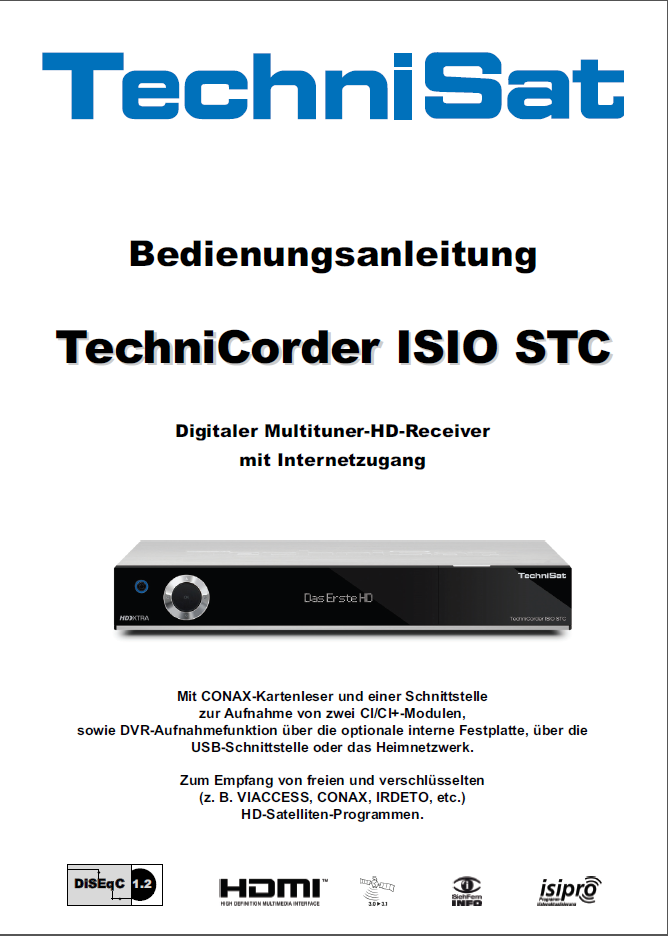 TechniSat
Bedienungsanleitung
TechniCorder ISIO STC
Digitaler Multituner-HD-Receiver
mit Internetzugang
TechniSat
Das Erste HD
HD3XTRA
TechniCorder ISIO STC
Mit CONAX-Kartenleser und einer Schnittstelle
zur Aufnahme von zwei CI/CI+-Modulen,
sowie DVR-Aufnahmefunktion über die optionale interne Festplatte, über die
USB-Schnittstelle oder das Heimnetzwerk.
Zum Empfang von freien und verschlüsselten
(z. B. VIACCESS, CONAX, IRDETO, etc.)
HD-Satelliten-Programmen.
DiSEqC 1.2
HDMI™
HIGH DEFINITION MULTIMEDIA INTERFACE
SiehFern
INFO
isipro
Programm-